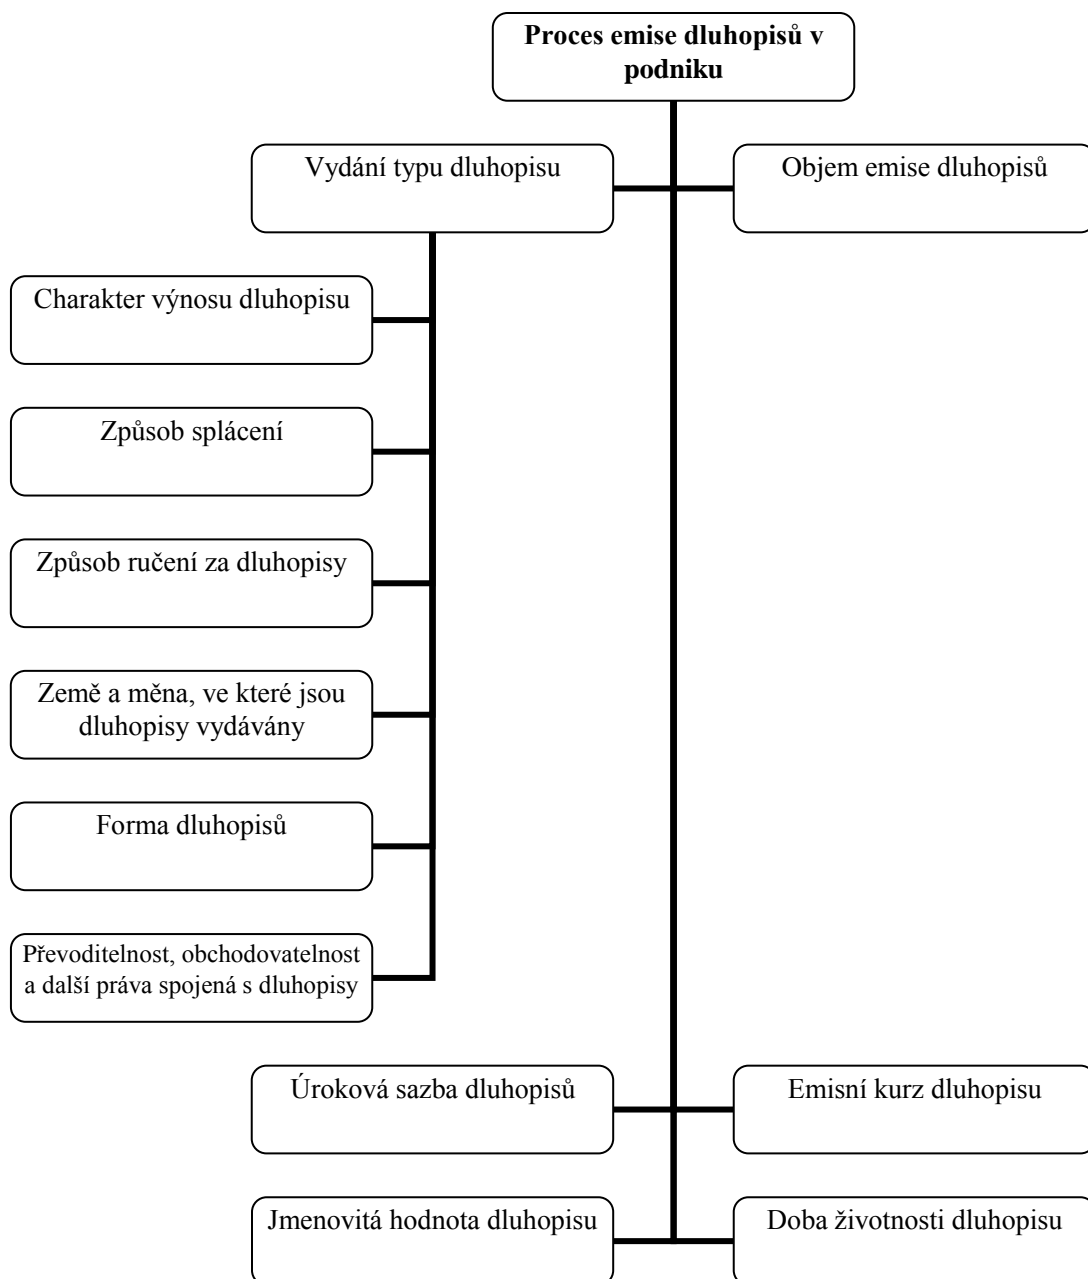 Proces emise dluhopisů v
podniku
Vydání typu dluhopisu
Objem emise dluhopisů
Charakter výnosu dluhopisu
Způsob splácení
Způsob ručení za dluhopisy
Země a měna, ve které jsou
dluhopisy vydávány
Forma dluhopisů
Převoditelnost, obchodovatelnost
a další práva spojená s dluhopisy
Úroková sazba dluhopisů
Emisní kurz dluhopisu
Jmenovitá hodnota dluhopisu
Doba životnosti dluhopisu